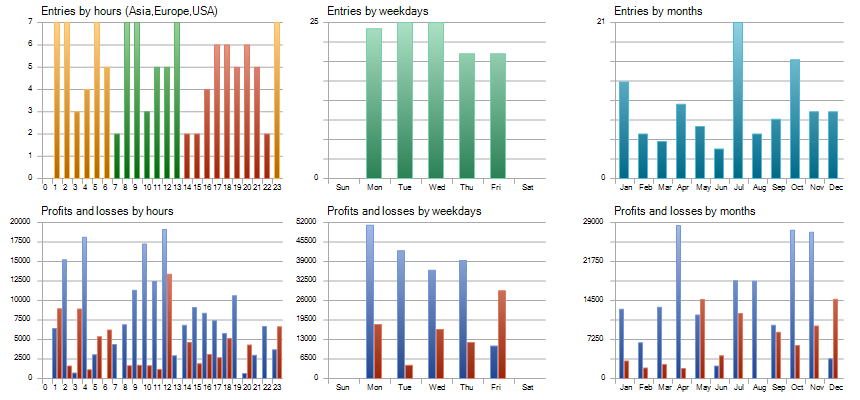 Entries by hours (Asia,Europe,USA)
7
6
5
4
3
2
1
0
0 1 2 3 4 5 6 7 8 9 10 11 12 13 14 15 16 17 18 19 20 21 22 23
Entries by weekdays
25
0
Sun Mon Tue Wed Thu Fri Sat
Entries by months
21
0
Jan Feb Mar Apr May Jun Jul Aug Sep Oct Nov Dec
Profits and losses by hours
20000
17500
15000
12500
10000
7500
5000
2500
0
0 1 2 3 4 5 6 7 8 9 10 11 12 13 14 15 16 17 18 19 20 21 22 23
Profits and losses by weekdays
52000
45500
39000
32500
26000
19500
13000
6500
0
Sun Mon Tue Wed Thu Fri Sat
Profits and losses by months
29000
21750
14500
7250
0
Jan Feb Mar Apr May Jun Jul Aug Sep Oct Nov Dec